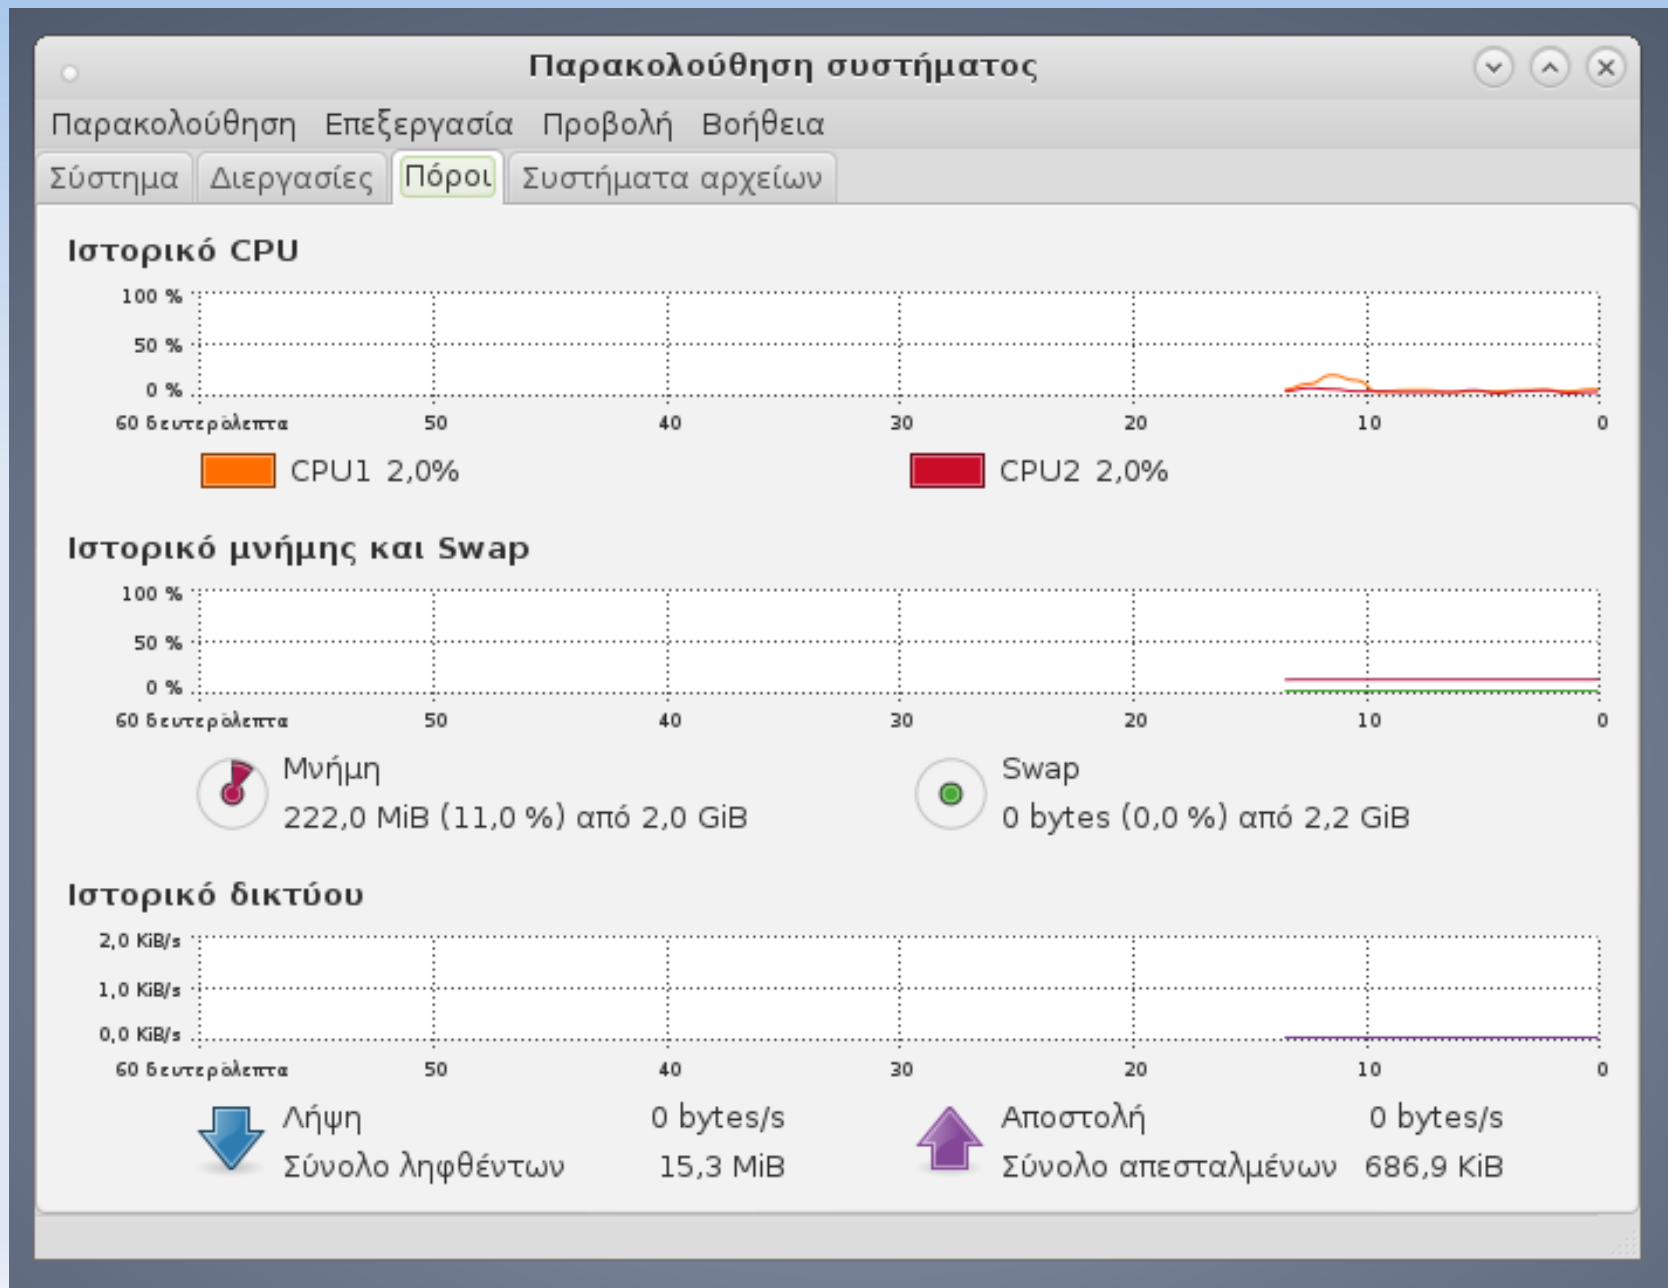 Παρακολούθηση συστήματος
Παρακολούθηση Επεξεργασία Προβολή Βοήθεια
Σύστημα Διεργασίες Πόροι Συστήματα αρχείων
Ιστορικό CPU
100 %
50 %
0 %
60 δευτερόλεπτα 50 40 30 20 10 0
CPU1 2,0% CPU2 2,0%
Ιστορικό μνήμης και Swap
100 %
50 %
0 %
60 δευτερόλεπτα 50 40 30 20 10 0
Μνήμη Swap
222,0 MiB (11,0 %) από 2,0 GiB 0 bytes (0,0 %) από 2,2 GiB
Ιστορικό δικτύου
2,0 KiB/s
1,0 KiB/s
0,0 KiB/s
60 δευτερόλεπτα 50 40 30 20 10 0
Λήψη 0 bytes/s Αποστολή 0 bytes/s
Σύνολο ληφθέντων 15,3 MiB Σύνολο απεσταλμένων 686,9 KiB